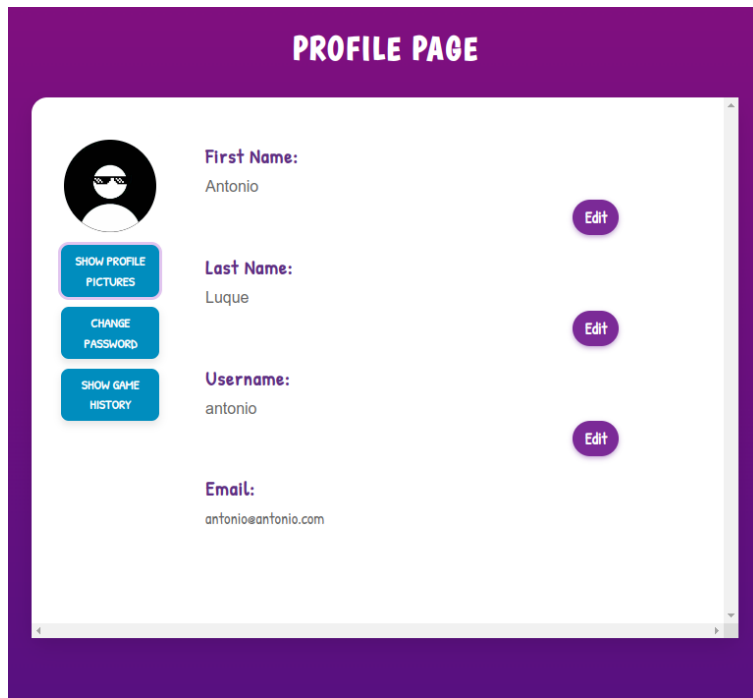 PROFILE PAGE
First Name:
Antonio
Edit
SHOW PROFILE
PICTURES
Last Name:
Luque
Edit
CHANGE
PASSWORD
Username:
antonio
Edit
SHOW GAME
HISTORY
Email:
antonio@antonio.com